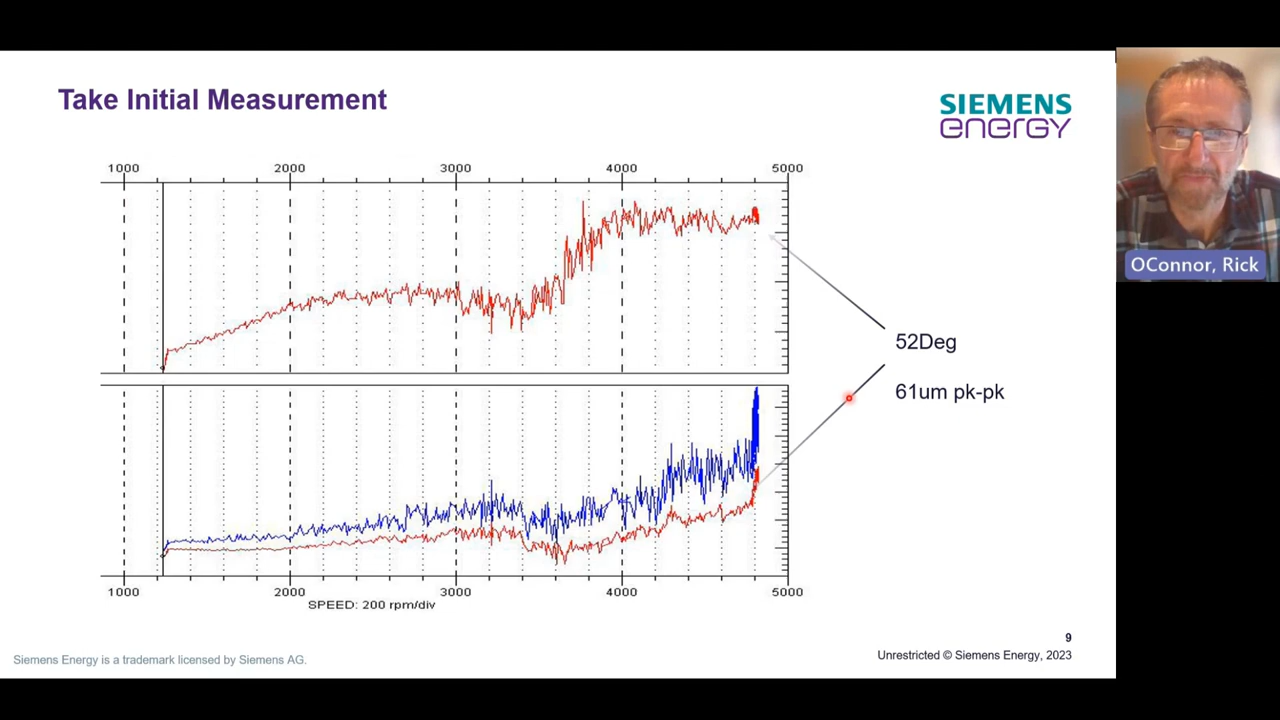 Take Initial Measurement
SIEMENS
energy
1000 2000 3000 4000 5000
52Deg
61um pk-pk
1000 2000 3000 4000 5000
SPEED: 200 rpm/div
9
Siemens Energy is a trademark licensed by Siemens AG.
Unrestricted © Siemens Energy, 2023
OConnor, Rick